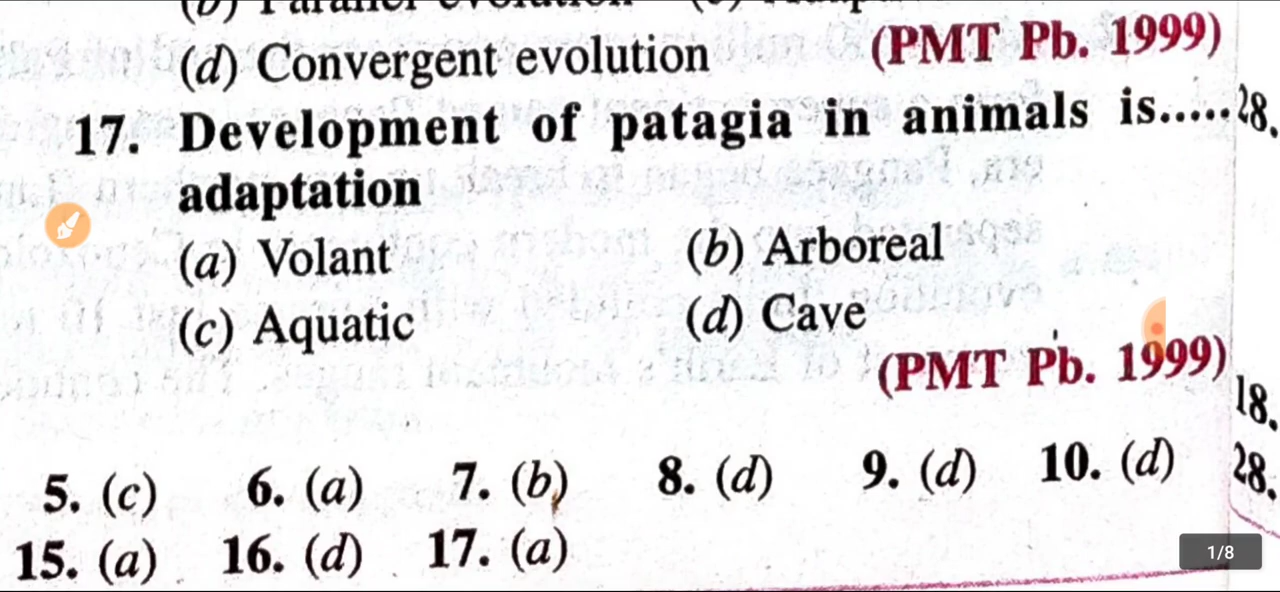 (d) Convergent evolution (PMT Pb. 1999)
17. Development of patagia in animals is.....28.
adaptation
(a) Volant (b) Arboreal
(c) Aquatic (d) Cave
(PMT Pb. 1999)
18.
5. (c) 6. (a) 7. (b) 8. (d) 9. (d) 10. (d) 28.
15. (a) 16. (d) 17. (a)
1/8